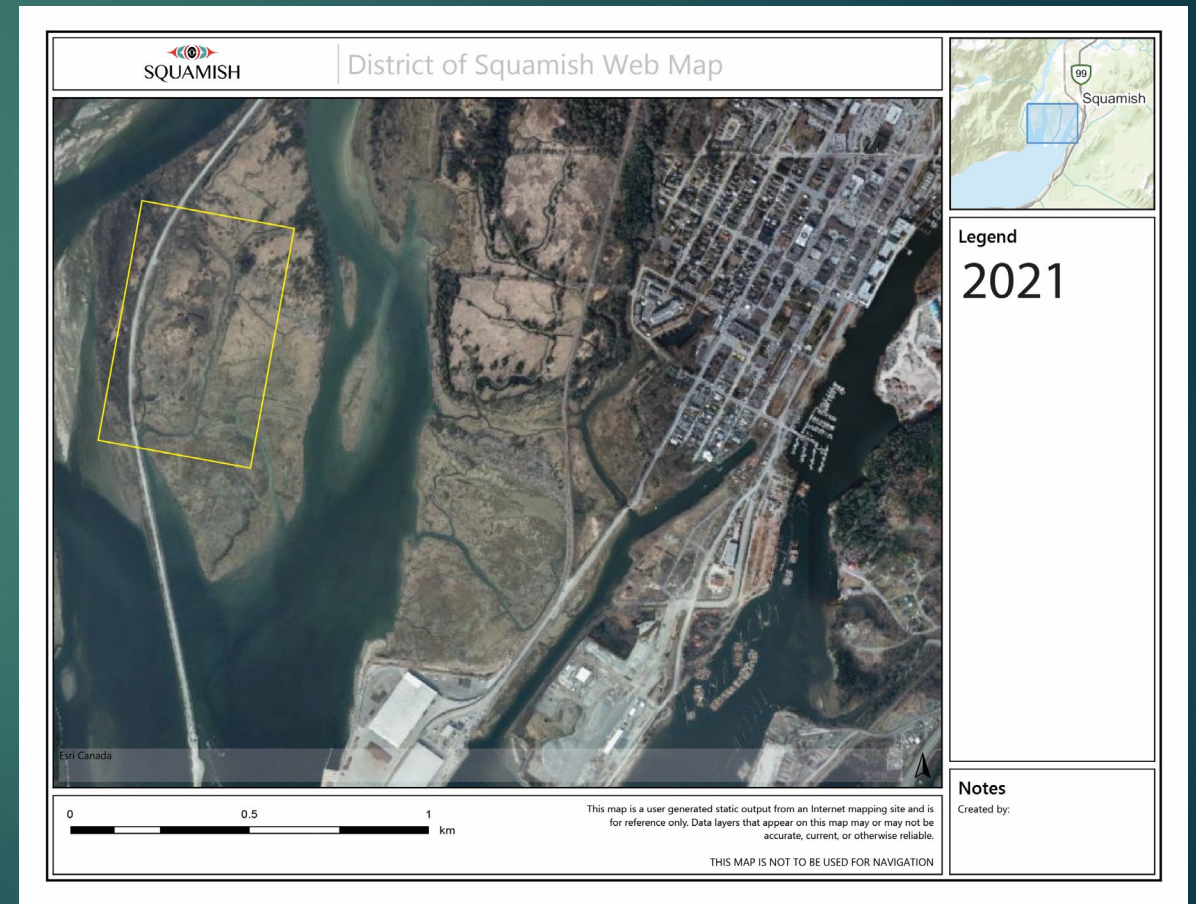 SQUAMISH
District of Squamish Web Map
99
Squamish
Legend
2021
Esri Canada
0 0.5 1
km
This map is a user generated static output from an Internet mapping site and is
for reference only. Data layers that appear on this map may or may not be
accurate, current, or otherwise reliable.
THIS MAP IS NOT TO BE USED FOR NAVIGATION
Notes
Created by: